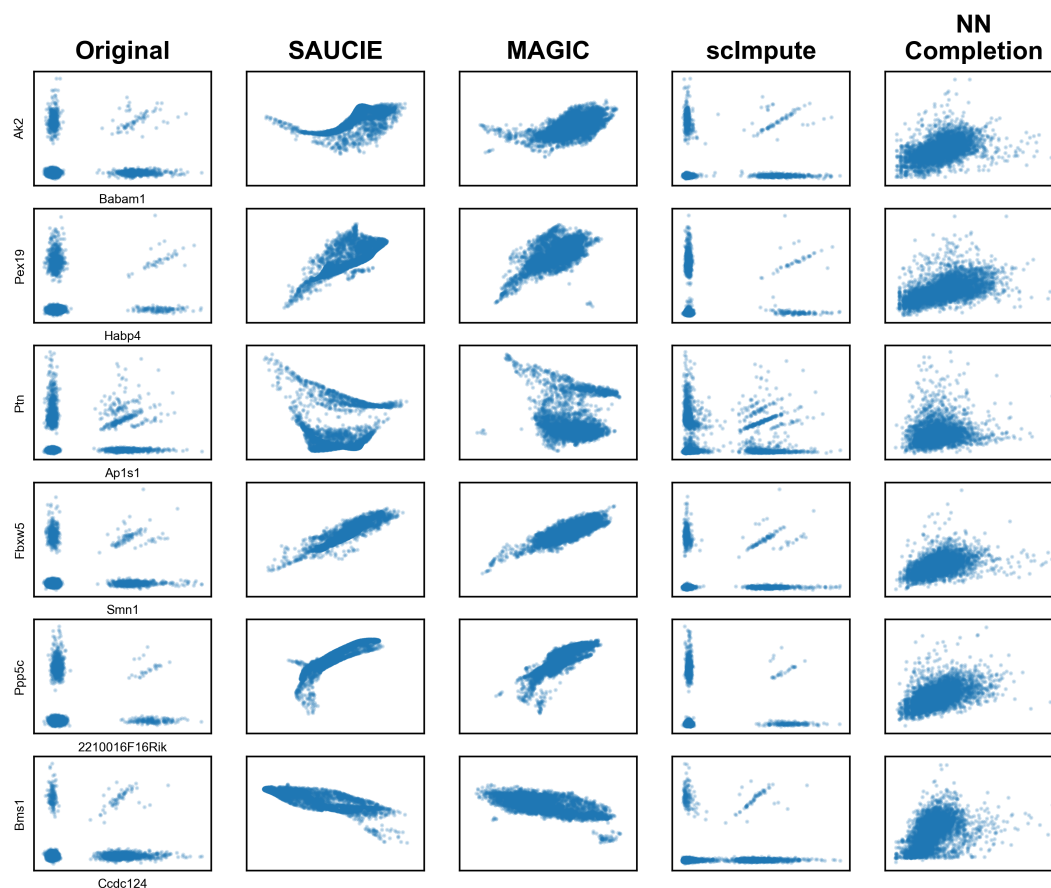 Original
SAUCIE
MAGIC
scImpute
NN
Completion
Ak2
Babam1
Pex19
Habp4
Ptn
Ap1s1
Fbxw5
Smn1
Ppp5c
2210016F16Rik
Bms1
Ccdc124